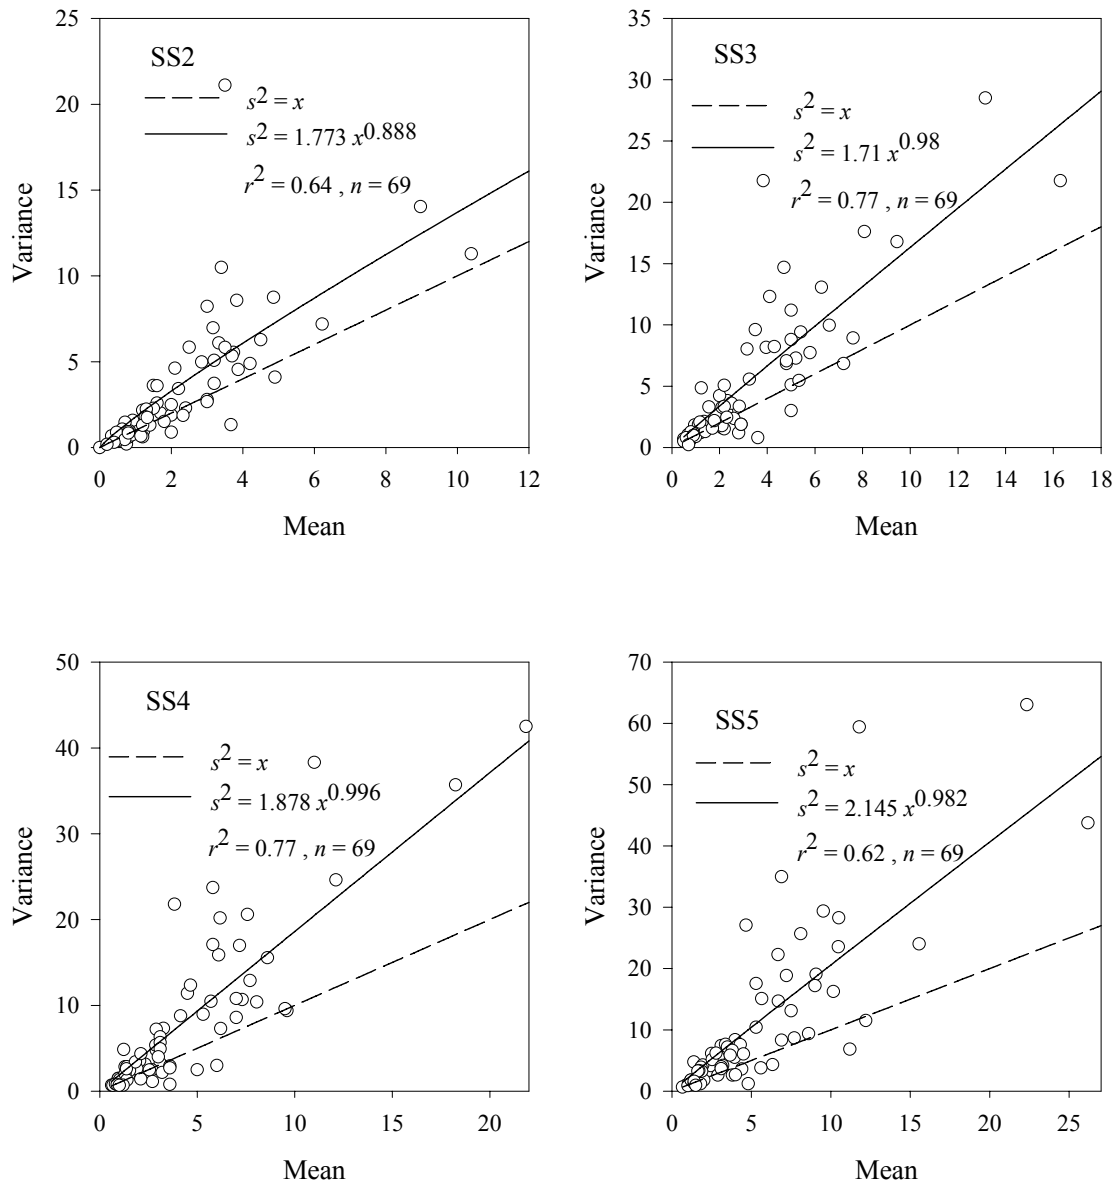 SS2
s² = x
s² = 1.773 x^0.888
r² = 0.64 , n = 69
25
20
15
10
5
0
Variance
0 2 4 6 8 10 12
Mean
SS3
s² = x
s² = 1.71 x^0.98
r² = 0.77 , n = 69
35
30
25
20
15
10
5
0
Variance
0 2 4 6 8 10 12 14 16 18
Mean
SS4
s² = x
s² = 1.878 x^0.996
r² = 0.77 , n = 69
50
40
30
20
10
0
Variance
0 5 10 15 20
Mean
SS5
s² = x
s² = 2.145 x^0.982
r² = 0.62 , n = 69
70
60
50
40
30
20
10
0
Variance
0 5 10 15 20 25
Mean